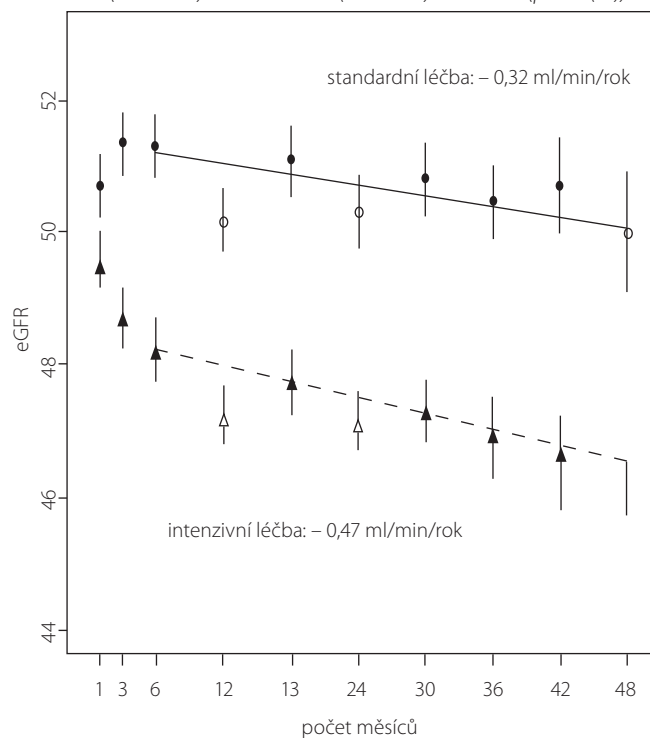 standardní léčba: – 0,32 ml/min/rok
52
50
eGFR
48
46
intenzivní léčba: – 0,47 ml/min/rok
44
1 3 6 12 13 24 30 36 42 48
počet měsíců